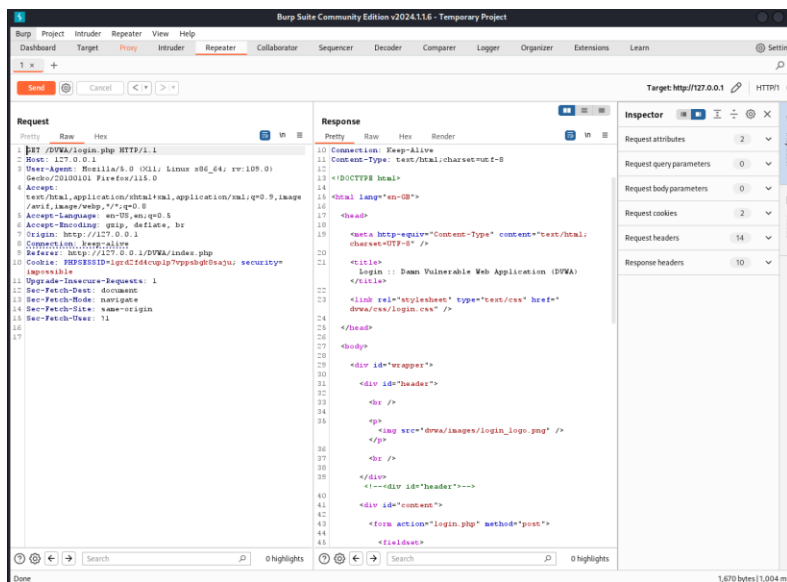 Burp Suite Community Edition v2024.1.1.6 - Temporary Project
Burp Project Intruder Repeater View Help
Dashboard Target Proxy Intruder Repeater Collaborator Sequencer Decoder Comparer Logger Organizer Extensions Learn Settin
1 × +
Send Cancel < > Target: http://127.0.0.1 HTTP/1
Request
Pretty Raw Hex \n
1 GET /DVWA/login.php HTTP/1.1
2 Host: 127.0.0.1
3 User-Agent: Mozilla/5.0 (X11; Linux x86_64; rv:109.0)
Gecko/20100101 Firefox/115.0
4 Accept:
text/html,application/xhtml+xml,application/xml;q=0.9,image
/avif,image/webp,*/*;q=0.8
5 Accept-Language: en-US,en;q=0.5
6 Accept-Encoding: gzip, deflate, br
7 Origin: http://127.0.0.1
8 Connection: keep-alive
9 Referer: http://127.0.0.1/DVWA/index.php
10 Cookie: security=
impossible
11 Upgrade-Insecure-Requests: 1
12 Sec-Fetch-Dest: document
13 Sec-Fetch-Mode: navigate
14 Sec-Fetch-Site: same-origin
15 Sec-Fetch-User: ?1
16
17
Search 0 highlights
Response
Pretty Raw Hex Render \n
10 Connection: Keep-Alive
11 Content-Type: text/html;charset=utf-8
12
13 <!DOCTYPE html>
14
15 <html lang="en-GB">
16
17 <head>
18
19 <meta http-equiv="Content-Type" content="text/html;
charset=UTF-8" />
20
21 <title>
Login :: Damn Vulnerable Web Application (DVWA)
</title>
22
23 <link rel="stylesheet" type="text/css" href="
dvwa/css/login.css" />
24
25 </head>
26
27 <body>
28
29 <div id="wrapper">
30
31 <div id="header">
32
33 <br />
34
35 <p>
<img src="dvwa/images/login_logo.png" />
</p>
36
37 <br />
38
39 </div>
<!--<div id="header">-->
40
41 <div id="content">
42
43 <form action="login.php" method="post">
44
45 <fieldset>
Search 0 highlights
Inspector
Request attributes 2
Request query parameters 0
Request body parameters 0
Request cookies 2
Request headers 14
Response headers 10
Done 1,670 bytes | 1,004 m